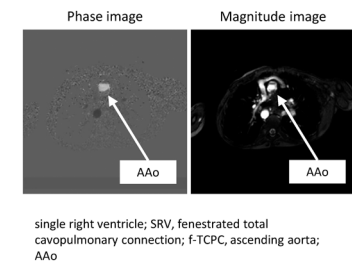 Phase image
Magnitude image
AAo
AAo
single right ventricle; SRV, fenestrated total
cavopulmonary connection; f-TCPC, ascending aorta;
AAo